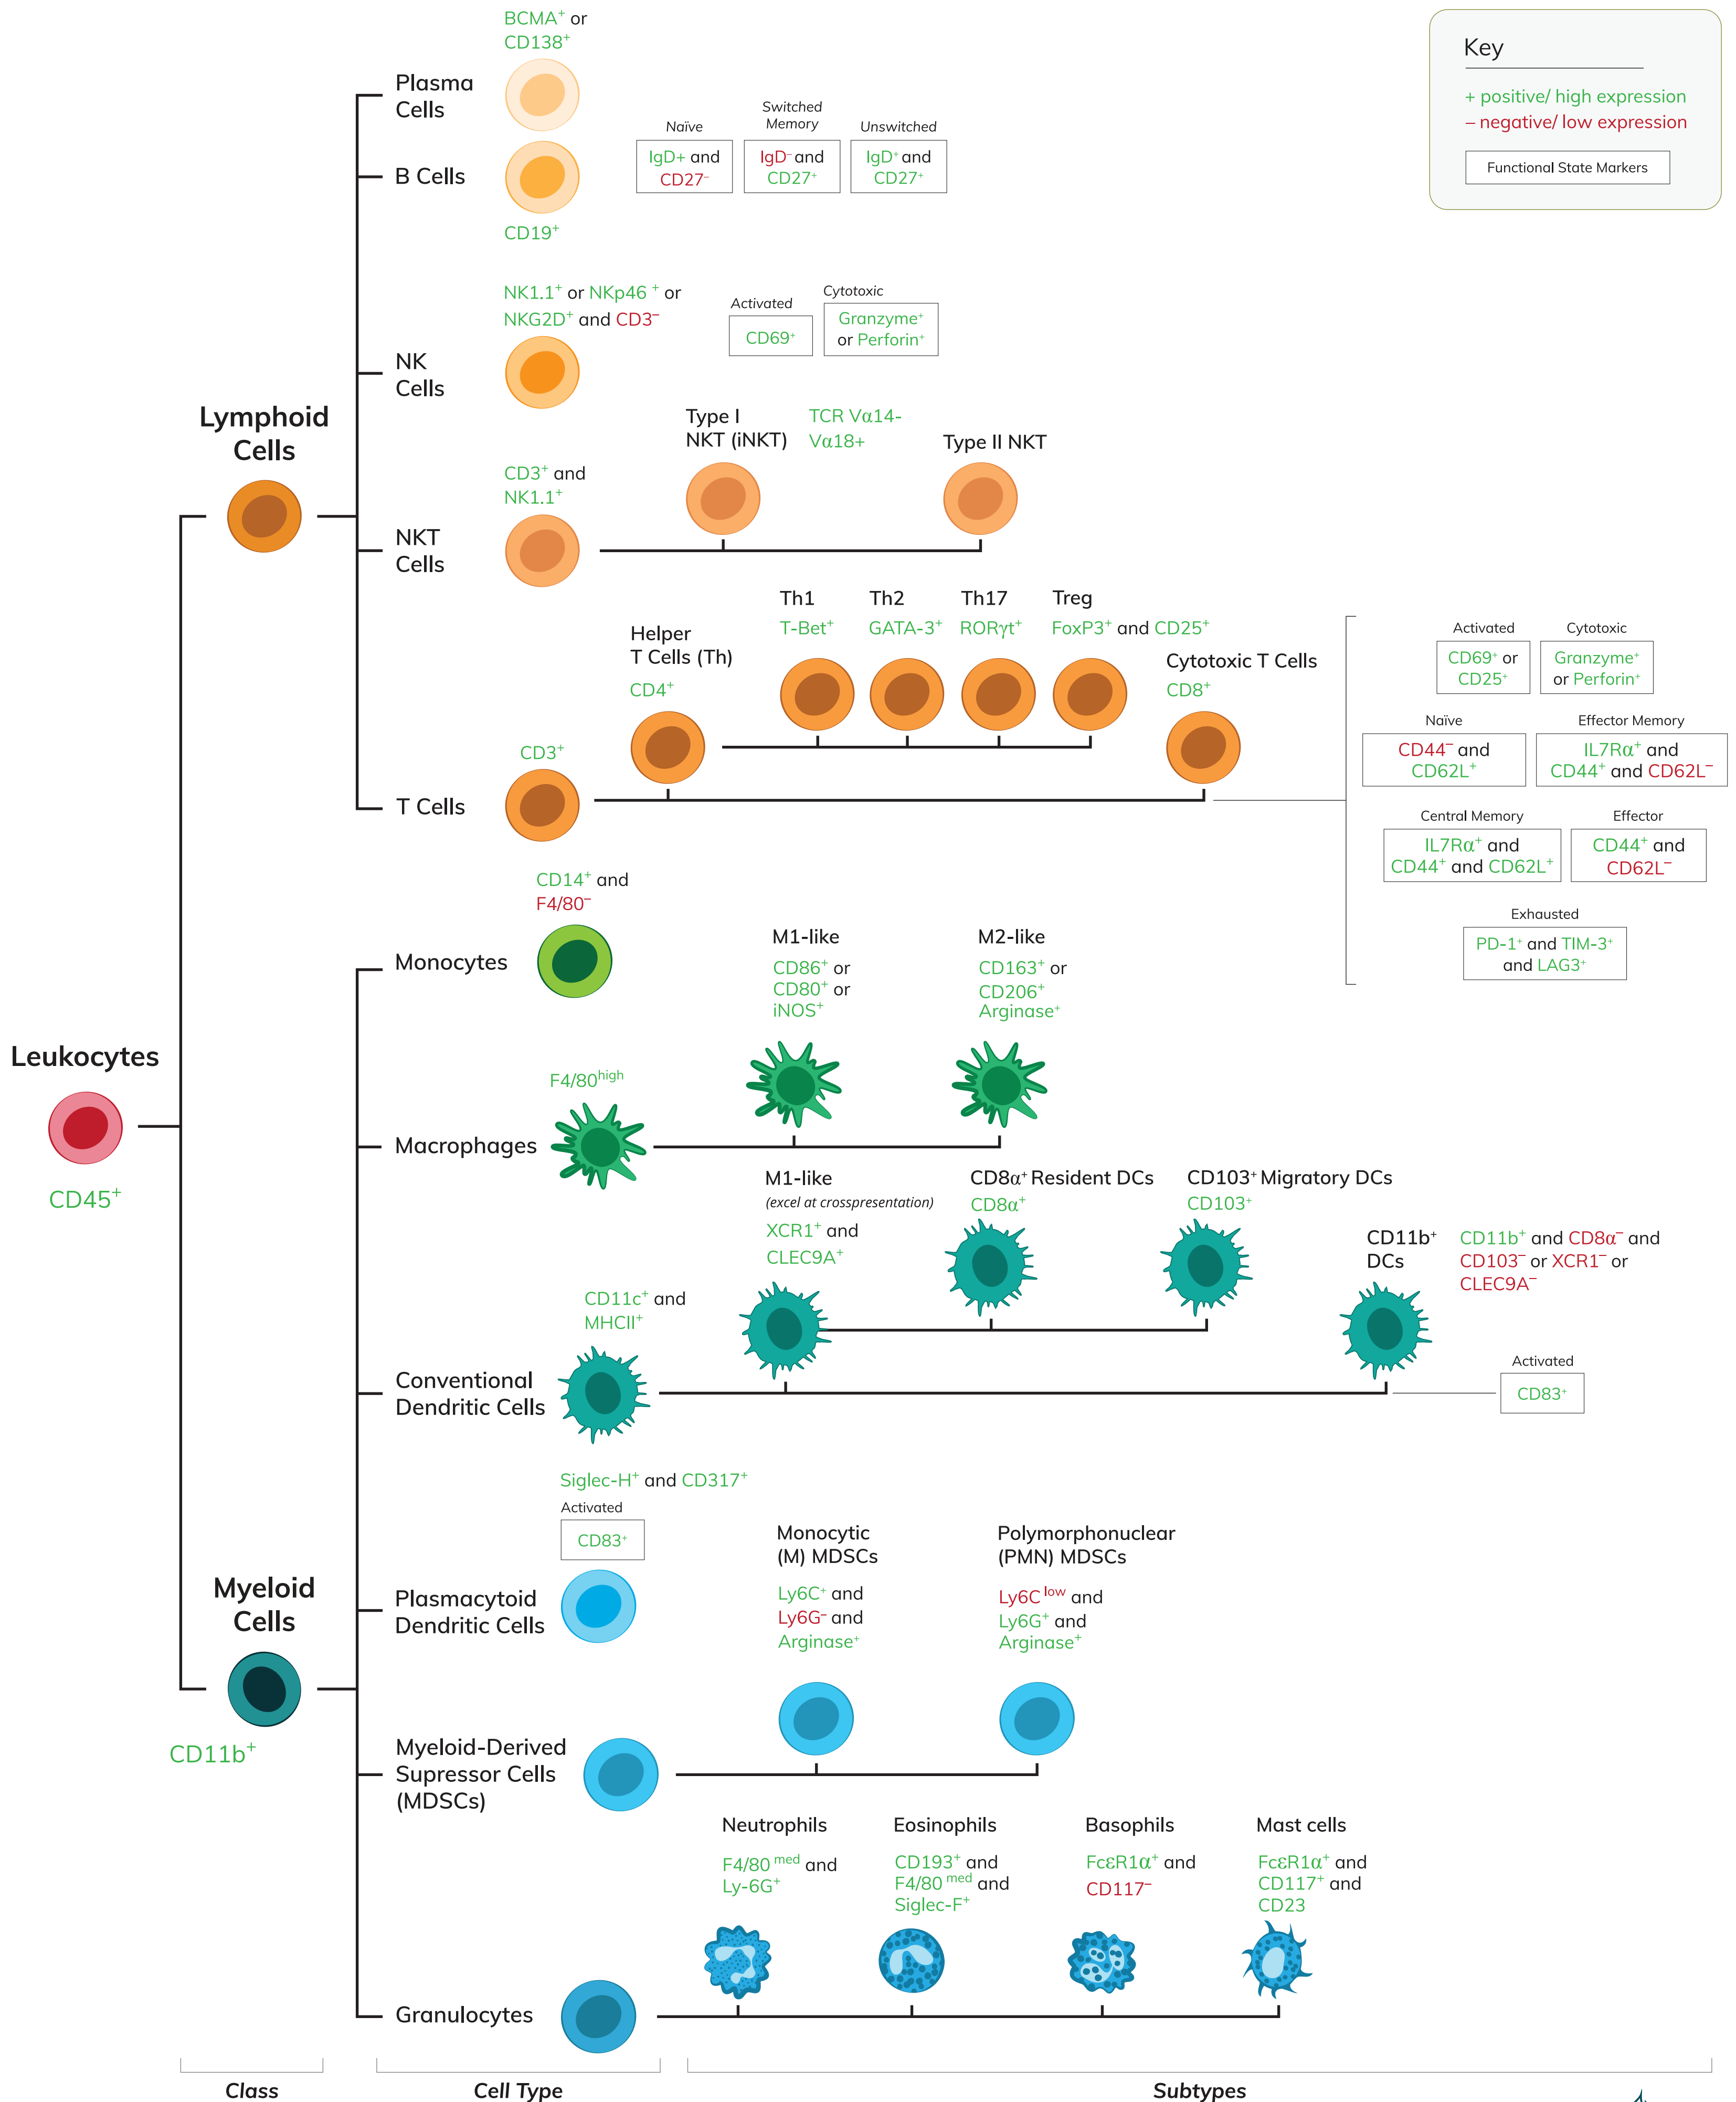 BCMA⁺ or
CD138⁺
Plasma
Cells
Key
+ positive/ high expression
– negative/ low expression
Functional State Markers
B Cells
CD19⁺
Naïve
IgD+ and
CD27⁻
Switched
Memory
IgD⁻ and
CD27⁺
Unswitched
IgD⁺ and
CD27⁺
NK1.1⁺ or NKp46 ⁺ or
NKG2D⁺ and CD3⁻
NK
Cells
Activated
CD69⁺
Cytotoxic
Granzyme⁺
or Perforin⁺
Lymphoid
Cells
CD3⁺ and
NK1.1⁺
NKT
Cells
Type I
NKT (iNKT)
TCR Vα14-
Vα18+
Type II NKT
Helper
T Cells (Th)
CD4⁺
Th1
T-Bet⁺
Th2
GATA-3⁺
Th17
RORγt⁺
Treg
FoxP3⁺ and CD25⁺
Cytotoxic T Cells
CD8⁺
CD3⁺
T Cells
Activated
CD69⁺ or
CD25⁺
Cytotoxic
Granzyme⁺
or Perforin⁺
Naïve
CD44⁻ and
CD62L⁺
Effector Memory
IL7Rα⁺ and
CD44⁺ and CD62L⁻
Central Memory
IL7Rα⁺ and
CD44⁺ and CD62L⁺
Effector
CD44⁺ and
CD62L⁻
Exhausted
PD-1⁺ and TIM-3⁺
and LAG3⁺
CD14⁺ and
F4/80⁻
Monocytes
Leukocytes
CD45⁺
F4/80ʰⁱᵍʰ
Macrophages
M1-like
CD86⁺ or
CD80⁺ or
iNOS⁺
M2-like
CD163⁺ or
CD206⁺
Arginase⁺
CD11c⁺ and
MHCII⁺
Conventional
Dendritic Cells
M1-like
(excel at crosspresentation)
XCR1⁺ and
CLEC9A⁺
CD8α⁺ Resident DCs
CD8α⁺
CD103⁺ Migratory DCs
CD103⁺
CD11b⁺
DCs
CD11b⁺ and CD8α⁻ and
CD103⁻ or XCR1⁻ or
CLEC9A⁻
Activated
CD83⁺
Siglec-H⁺ and CD317⁺
Activated
CD83⁺
Plasmacytoid
Dendritic Cells
Myeloid
Cells
CD11b⁺
Myeloid-Derived
Supressor Cells
(MDSCs)
Monocytic
(M) MDSCs
Ly6C⁺ and
Ly6G⁻ and
Arginase⁺
Polymorphonuclear
(PMN) MDSCs
Ly6C ˡᵒʷ and
Ly6G⁺ and
Arginase⁺
Granulocytes
Neutrophils
F4/80 ᵐᵉᵈ and
Ly-6G⁺
Eosinophils
CD193⁺ and
F4/80 ᵐᵉᵈ and
Siglec-F⁺
Basophils
FcεR1α⁺ and
CD117⁻
Mast cells
FcεR1α⁺ and
CD117⁺ and
CD23
Class
Cell Type
Subtypes